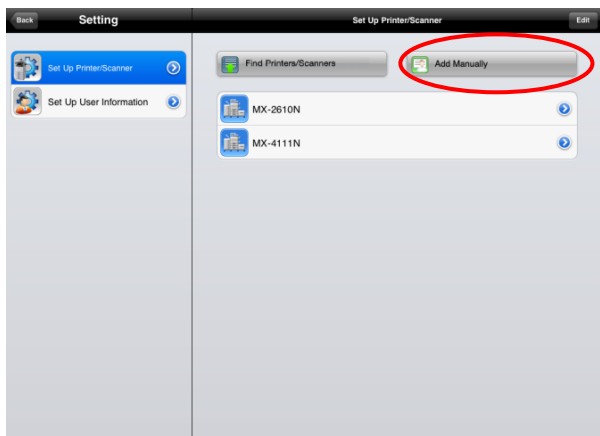 Back Setting Set Up Printer/Scanner Edit
Set Up Printer/Scanner
Set Up User Information
Find Printers/Scanners Add Manually
MX-2610N
MX-4111N